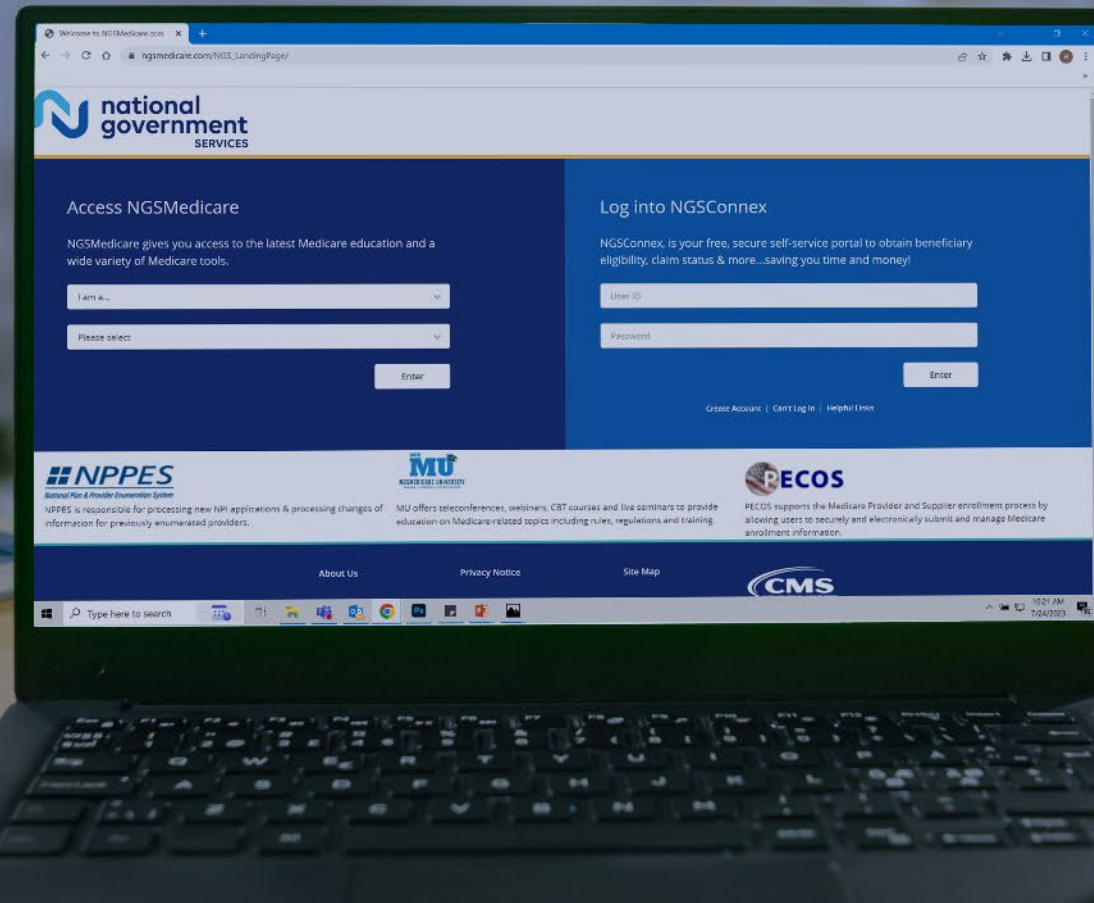 Welcome to NGSMedicare.com
ngsmedicare.com/NGS_LandingPage/
national
government
SERVICES
Access NGSMedicare
NGSMedicare gives you access to the latest Medicare education and a
wide variety of Medicare tools.
I am a...
Please select
Enter
Log into NGSConnex
NGSConnex, is your free, secure self-service portal to obtain beneficiary
eligibility, claim status & more...saving you time and money!
User ID
Password
Enter
Create Account | Can't Log In | Helpful Links
NPPES
National Plan & Provider Enumeration System
NPPES is responsible for processing new NPI applications & processing changes of
information for previously enumerated providers.
MU
NGSMEDICARE UNIVERSITY
MU offers teleconferences, webinars, CBT courses and live seminars to provide
education on Medicare-related topics including rules, regulations and training.
PECOS
PECOS supports the Medicare Provider and Supplier enrollment process by
allowing users to securely and electronically submit and manage Medicare
enrollment information.
About Us
Privacy Notice
Site Map
CMS
Type here to search
10:21 AM
7/24/2023